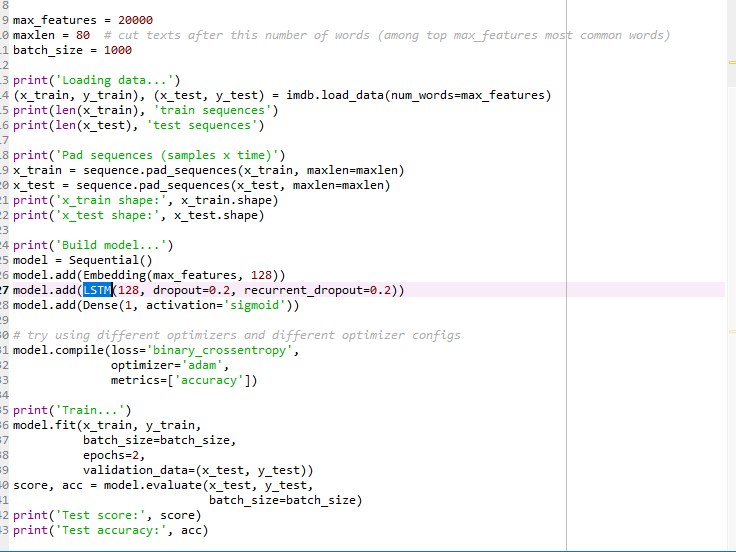 8
9 max_features = 20000
0 maxlen = 80  # cut texts after this number of words (among top max_features most common words)
1 batch_size = 1000
2
3 print('Loading data...')
4 (x_train, y_train), (x_test, y_test) = imdb.load_data(num_words=max_features)
5 print(len(x_train), 'train sequences')
6 print(len(x_test), 'test sequences')
7
8 print('Pad sequences (samples x time)')
9 x_train = sequence.pad_sequences(x_train, maxlen=maxlen)
0 x_test = sequence.pad_sequences(x_test, maxlen=maxlen)
1 print('x_train shape:', x_train.shape)
2 print('x_test shape:', x_test.shape)
3
4 print('Build model...')
5 model = Sequential()
6 model.add(Embedding(max_features, 128))
7 model.add(LSTM(128, dropout=0.2, recurrent_dropout=0.2))
8 model.add(Dense(1, activation='sigmoid'))
9
0 # try using different optimizers and different optimizer configs
1 model.compile(loss='binary_crossentropy',
2               optimizer='adam',
3               metrics=['accuracy'])
4
5 print('Train...')
6 model.fit(x_train, y_train,
7           batch_size=batch_size,
8           epochs=2,
9           validation_data=(x_test, y_test))
0 score, acc = model.evaluate(x_test, y_test,
1                             batch_size=batch_size)
2 print('Test score:', score)
3 print('Test accuracy:', acc)